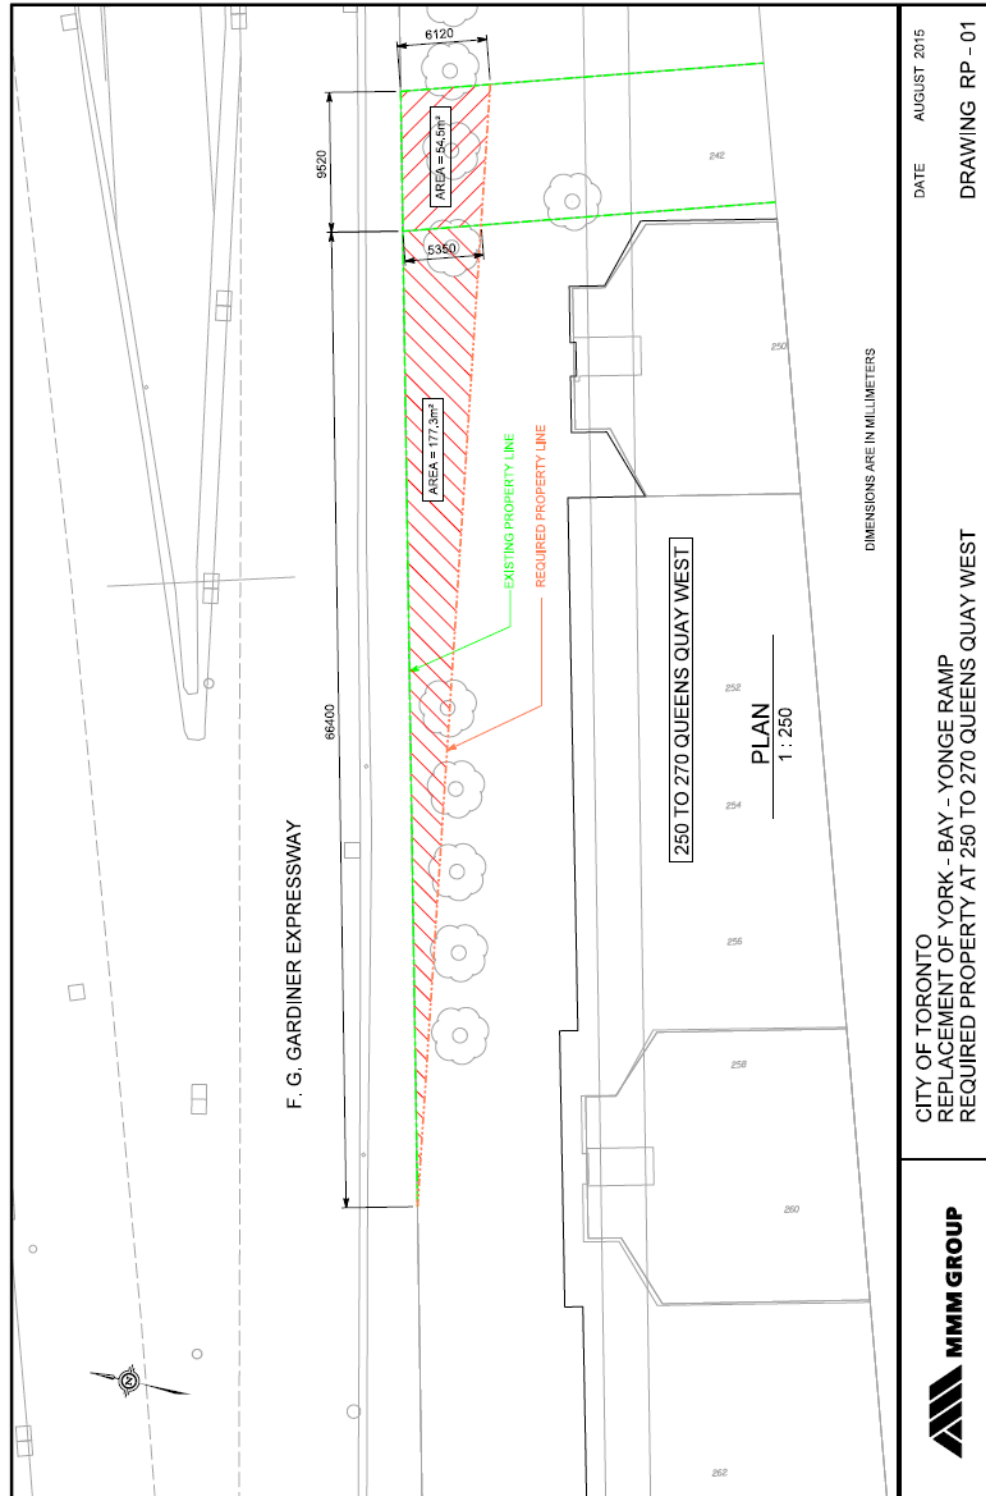 6120
9520
AREA = 54.5m²
5350
AREA = 177.3m²
66400
EXISTING PROPERTY LINE
REQUIRED PROPERTY LINE
F. G. GARDINER EXPRESSWAY
N
242
250
252
254
256
258
260
262
250 TO 270 QUEENS QUAY WEST
PLAN
1 : 250
DIMENSIONS ARE IN MILLIMETERS
MMM GROUP
CITY OF TORONTO
REPLACEMENT OF YORK - BAY - YONGE RAMP
REQUIRED PROPERTY AT 250 TO 270 QUEENS QUAY WEST
DATE AUGUST 2015
DRAWING RP - 01